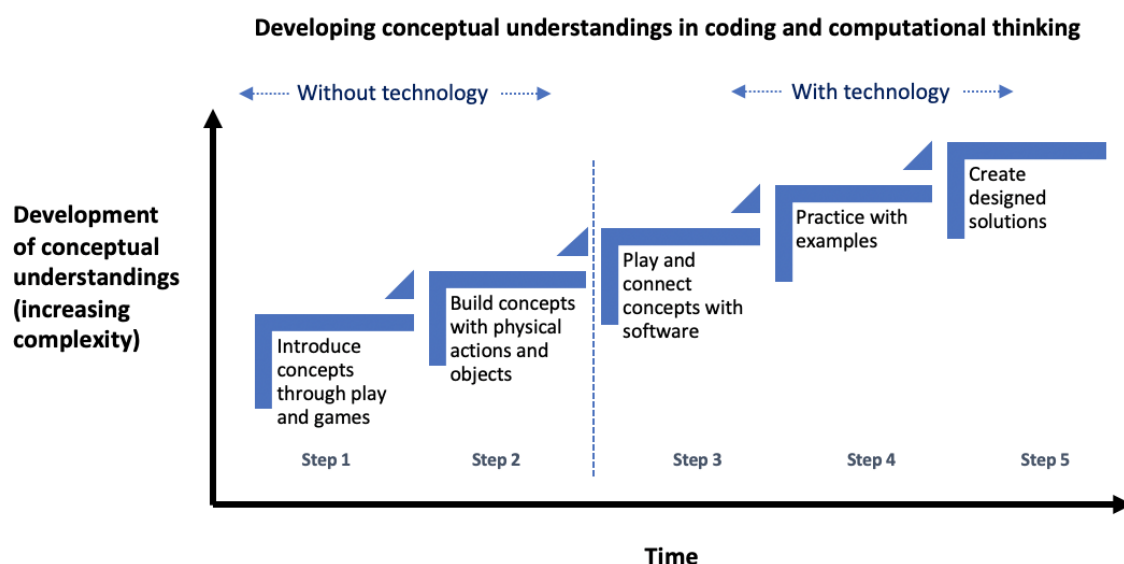 Developing conceptual understandings in coding and computational thinking
Without technology
With technology
Development
of conceptual
understandings
(increasing
complexity)
Introduce
concepts
through play
and games
Build concepts
with physical
actions and
objects
Play and
connect
concepts with
software
Practice with
examples
Create
designed
solutions
Step 1
Step 2
Step 3
Step 4
Step 5
Time